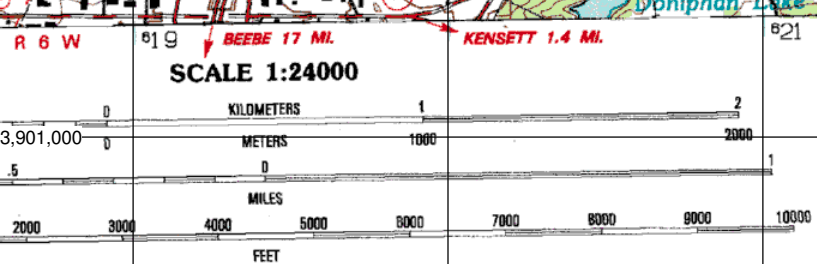 Doniphan Lake
R 6 W
619
BEEBE 17 MI.
KENSETT 1.4 MI.
621
SCALE 1:24000
0 KILOMETERS 1 2
3,901,000 0 METERS 1000 2000
.5 0 1
MILES
2000 3000 4000 5000 6000 7000 8000 9000 10000
FEET